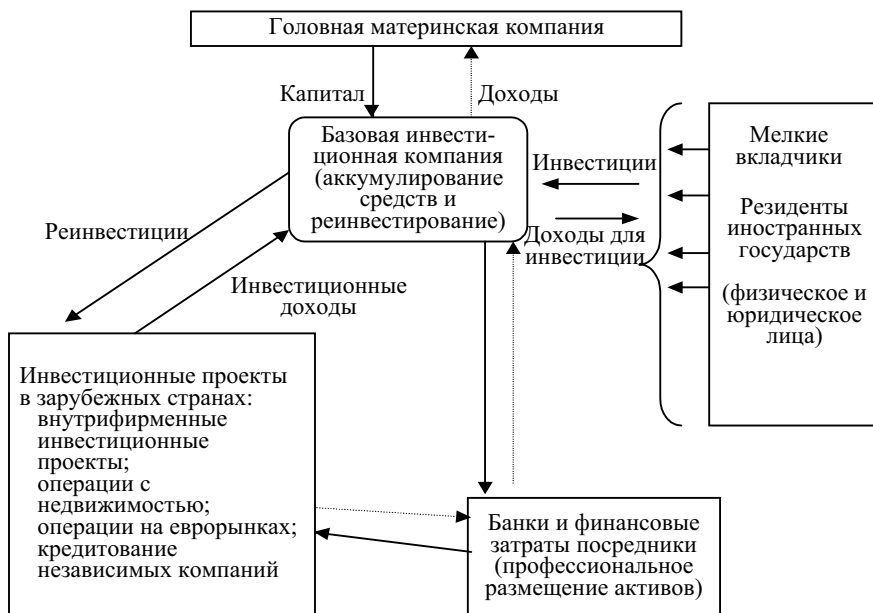 Головная материнская компания
Капитал
Доходы
Базовая инвести-
ционная компания
(аккумулирование
средств и
реинвестирование)
Инвестиции
Доходы для
инвестиции
Мелкие
вкладчики
Резиденты
иностранных
государств
(физическое и
юридическое
лица)
Реинвестиции
Инвестиционные
доходы
Инвестиционные проекты
в зарубежных странах:
внутрифирменные
инвестиционные
проекты;
операции с
недвижимостью;
операции на еврорынках;
кредитование
независимых компаний
Банки и финансовые
затраты посредники
(профессиональное
размещение активов)